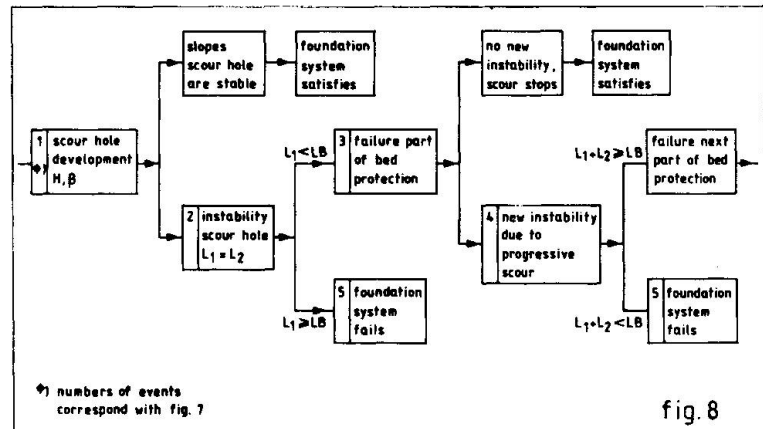 slopes
scour hole
are stable
foundation
system
satisfies
no new
instability,
scour stops
foundation
system
satisfies
1 scour hole
development
H,β
*)
L₁<LB
3 failure part
of bed
protection
L₁+L₂⩾LB
failure next
part of bed
protection
2 instability
scour hole
L₁=L₂
4 new instability
due to
progressive
scour
L₁⩾LB
5 foundation
system
fails
L₁+L₂<LB
5 foundation
system
fails
*) numbers of events
correspond with fig. 7
fig. 8